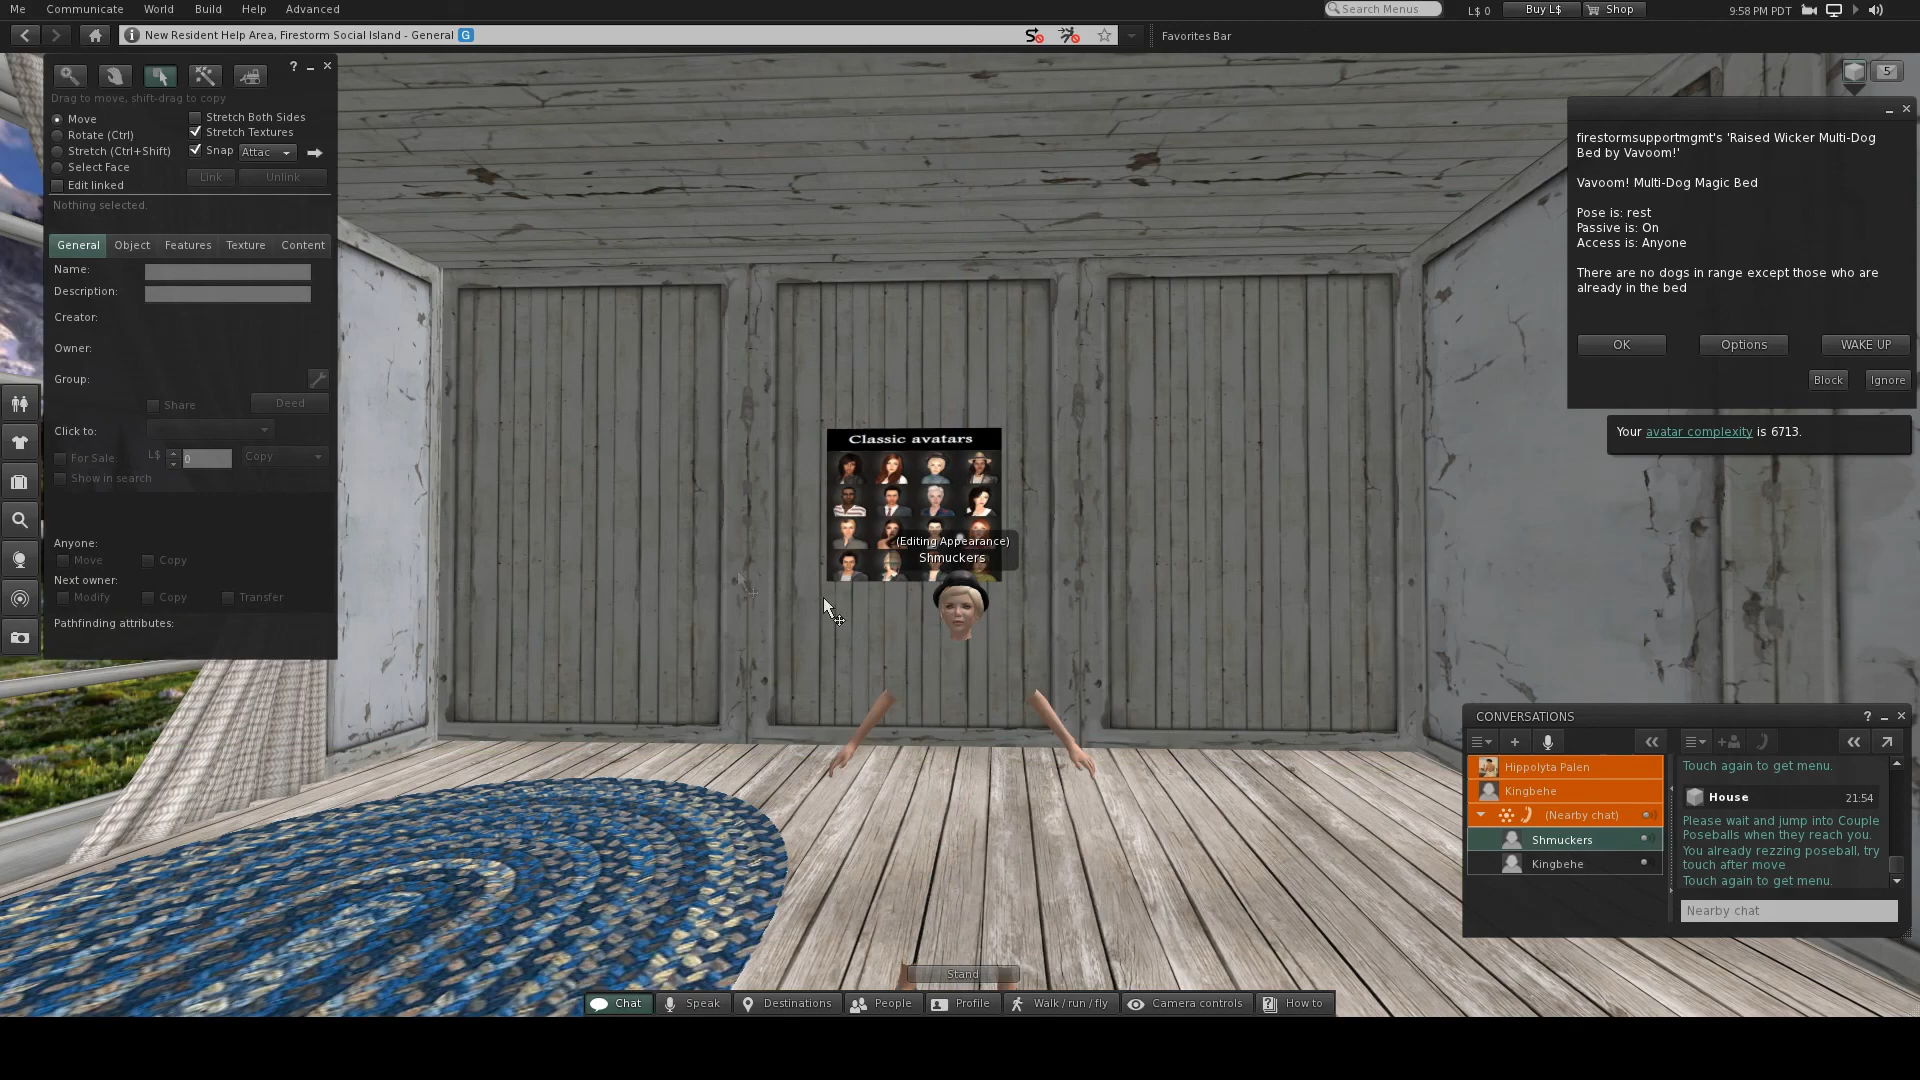 Me Communicate World Build Help Advanced
Search Menus
L$ 0
Buy L$
Shop
9:58 PM PDT
New Resident Help Area, Firestorm Social Island - General G
Favorites Bar
5
?
Drag to move, shift-drag to copy
Move
Rotate (Ctrl)
Stretch (Ctrl+Shift)
Select Face
Edit linked
Stretch Both Sides
Stretch Textures
Snap Attac
Link Unlink
Nothing selected.
General Object Features Texture Content
Name:
Description:
Creator:
Owner:
Group:
Share Deed
Click to:
For Sale: L$ 0 Copy
Show in search
Anyone:
Move Copy
Next owner:
Modify Copy Transfer
Pathfinding attributes:
Classic avatars
(Editing Appearance)
Shmuckers
firestormsupportmgmt's 'Raised Wicker Multi-Dog
Bed by Vavoom!'
Vavoom! Multi-Dog Magic Bed
Pose is: rest
Passive is: On
Access is: Anyone
There are no dogs in range except those who are
already in the bed
OK Options WAKE UP
Block Ignore
Your avatar complexity is 6713.
CONVERSATIONS
?
Hippolyta Palen
Kingbehe
(Nearby chat)
Shmuckers
Kingbehe
Touch again to get menu.
House 21:54
Please wait and jump into Couple
Poseballs when they reach you.
You already rezzing poseball, try
touch after move
Touch again to get menu.
Nearby chat
Stand
Chat Speak Destinations People Profile Walk / run / fly Camera controls How to